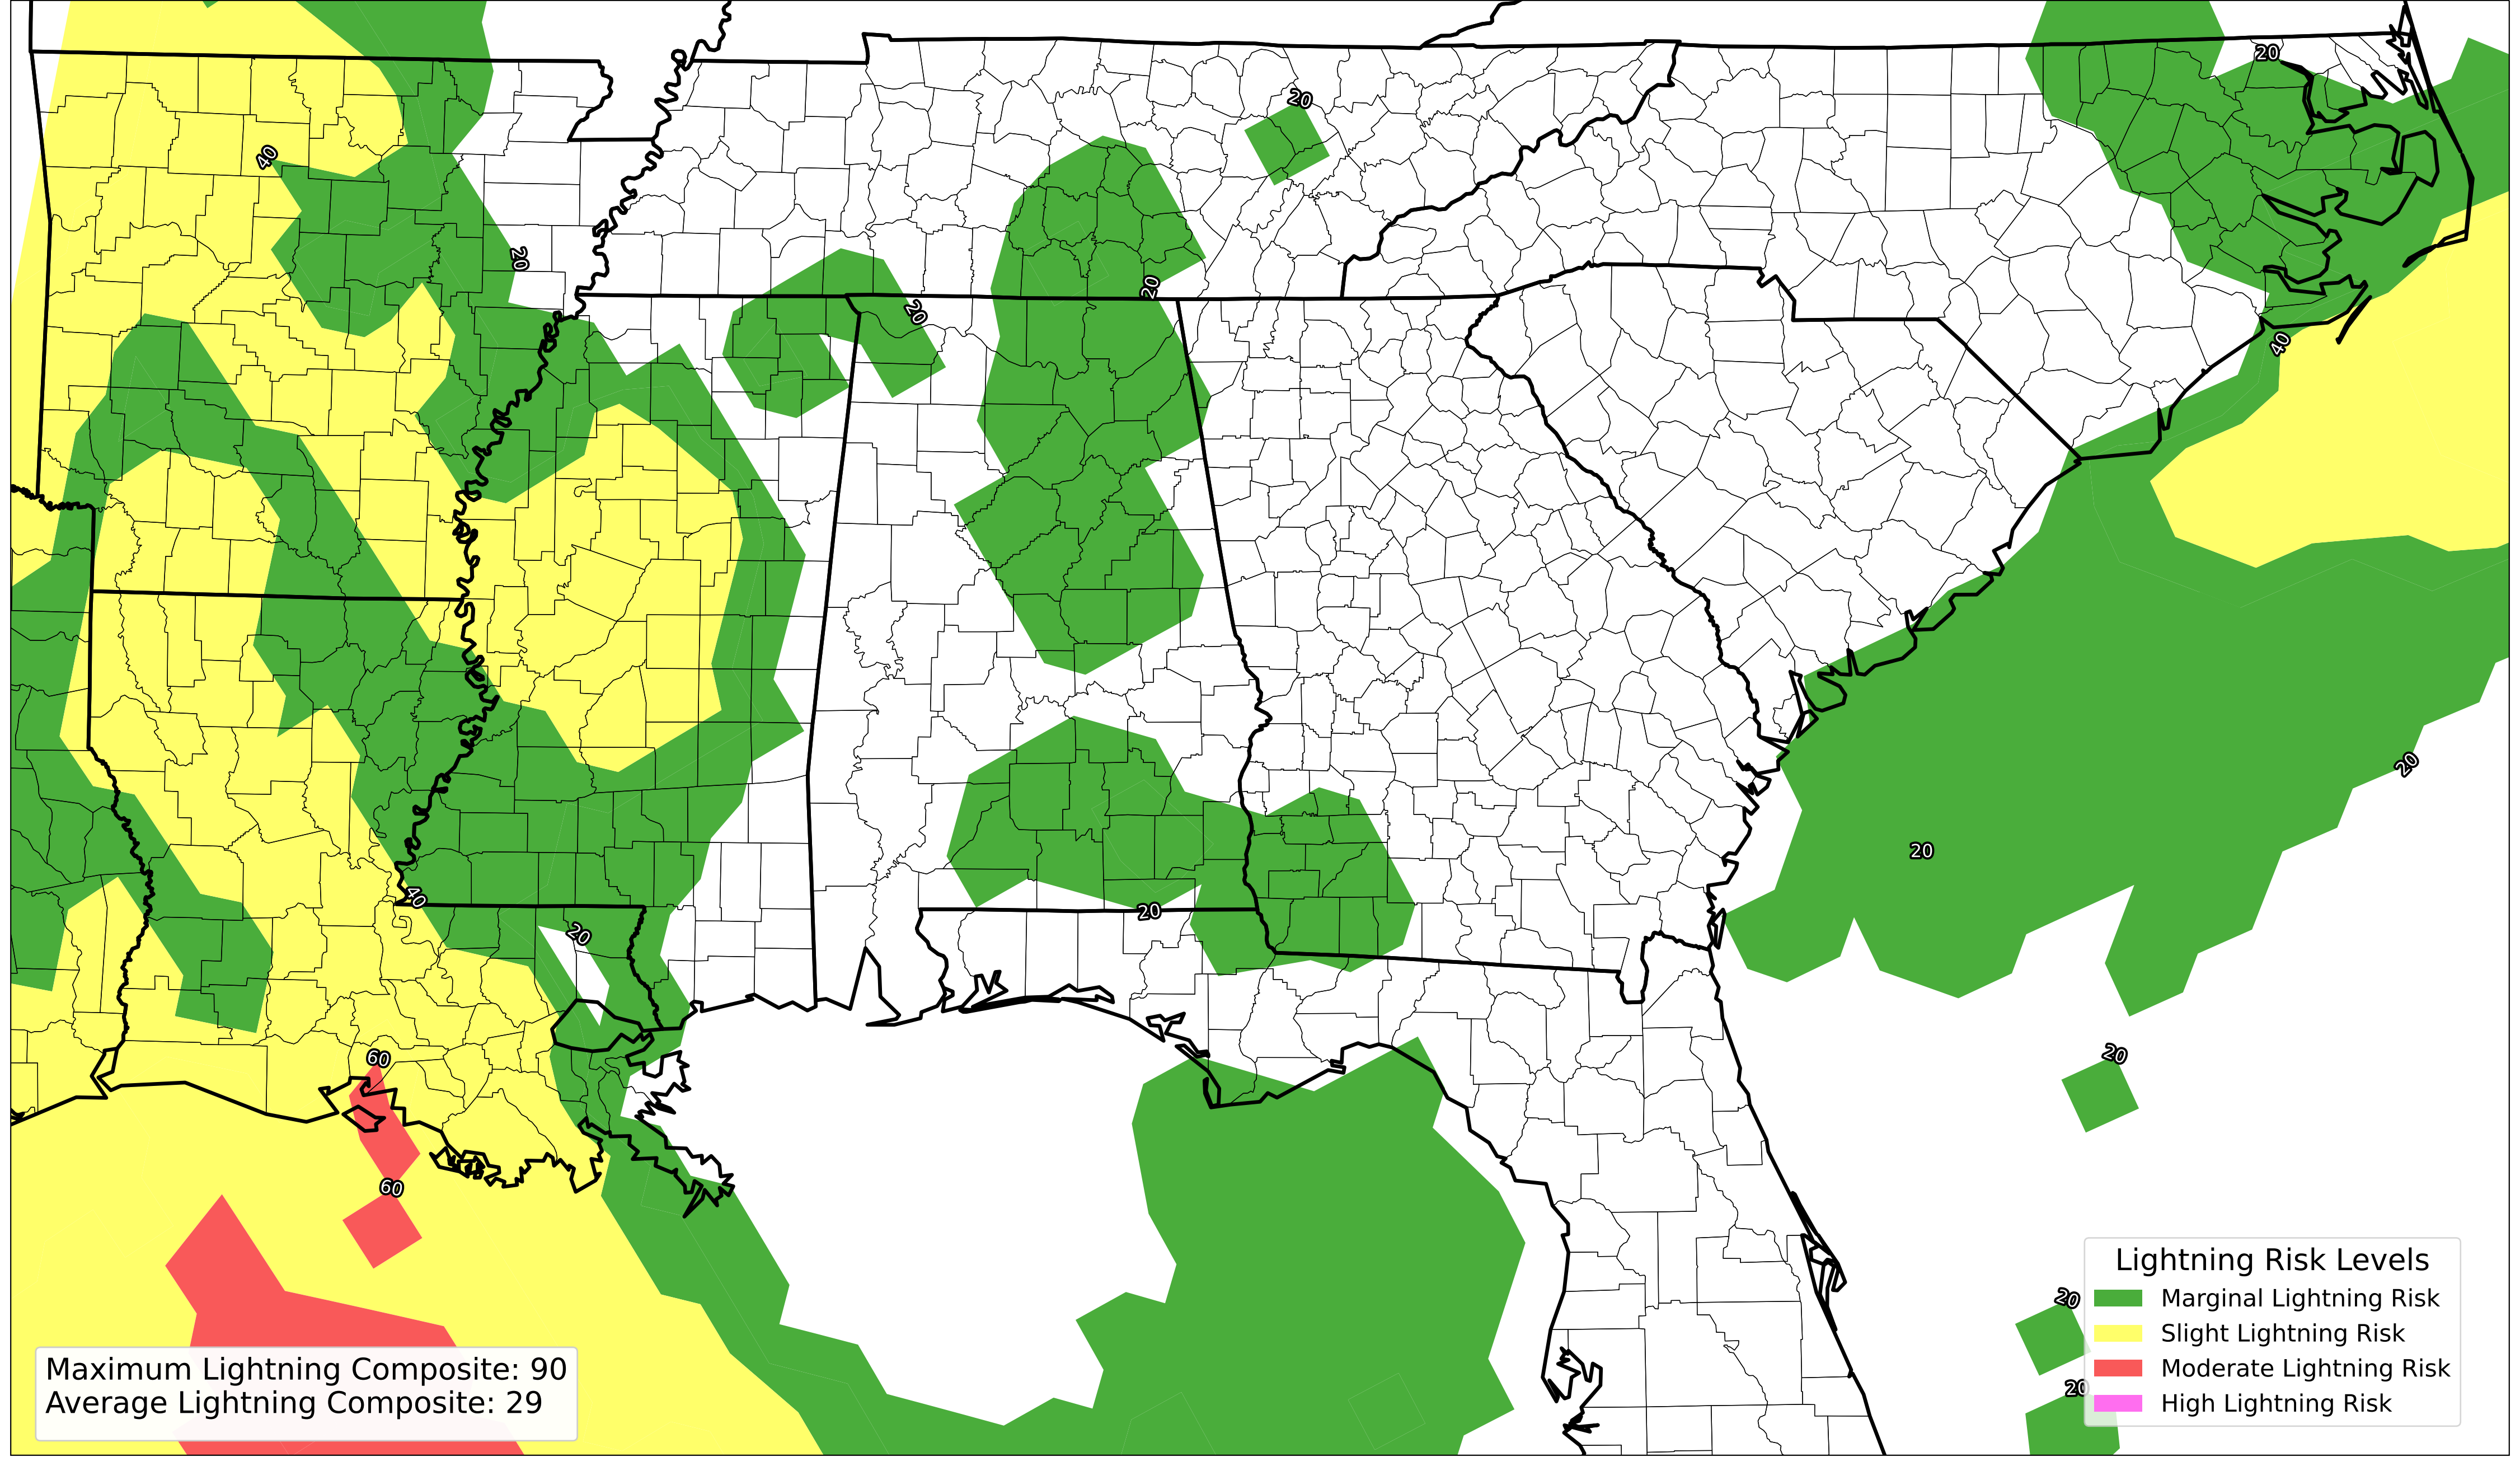 20
20
40
20
20
20
40
20
20
40
20
20
20
60
60
20
20
Lightning Risk Levels
Marginal Lightning Risk
Slight Lightning Risk
Moderate Lightning Risk
High Lightning Risk
Maximum Lightning Composite: 90
Average Lightning Composite: 29